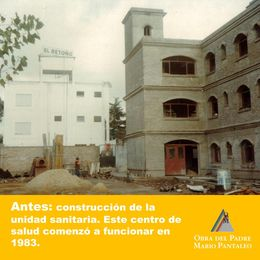 EL RETOÑO
Antes: construcción de la
unidad sanitaria. Este centro de
salud comenzó a funcionar en
1983.
OBRA DEL PADRE
MARIO PANTALEO